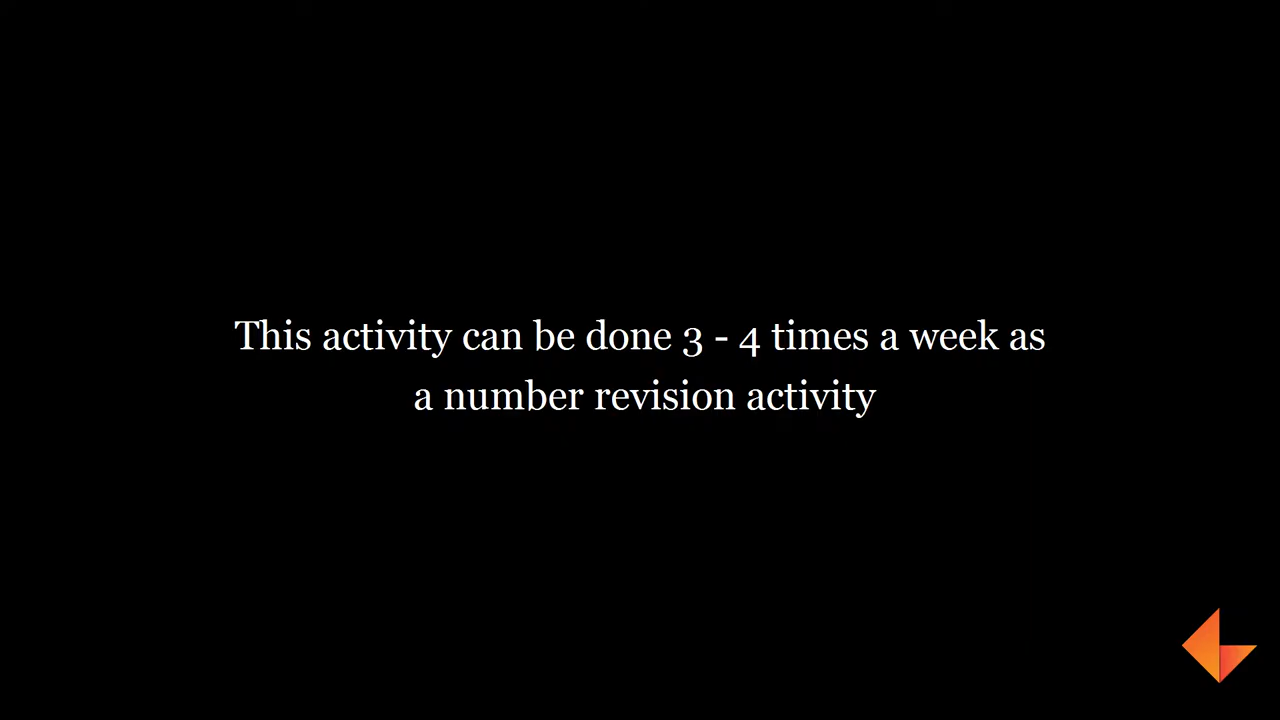 This activity can be done 3 - 4 times a week as
a number revision activity